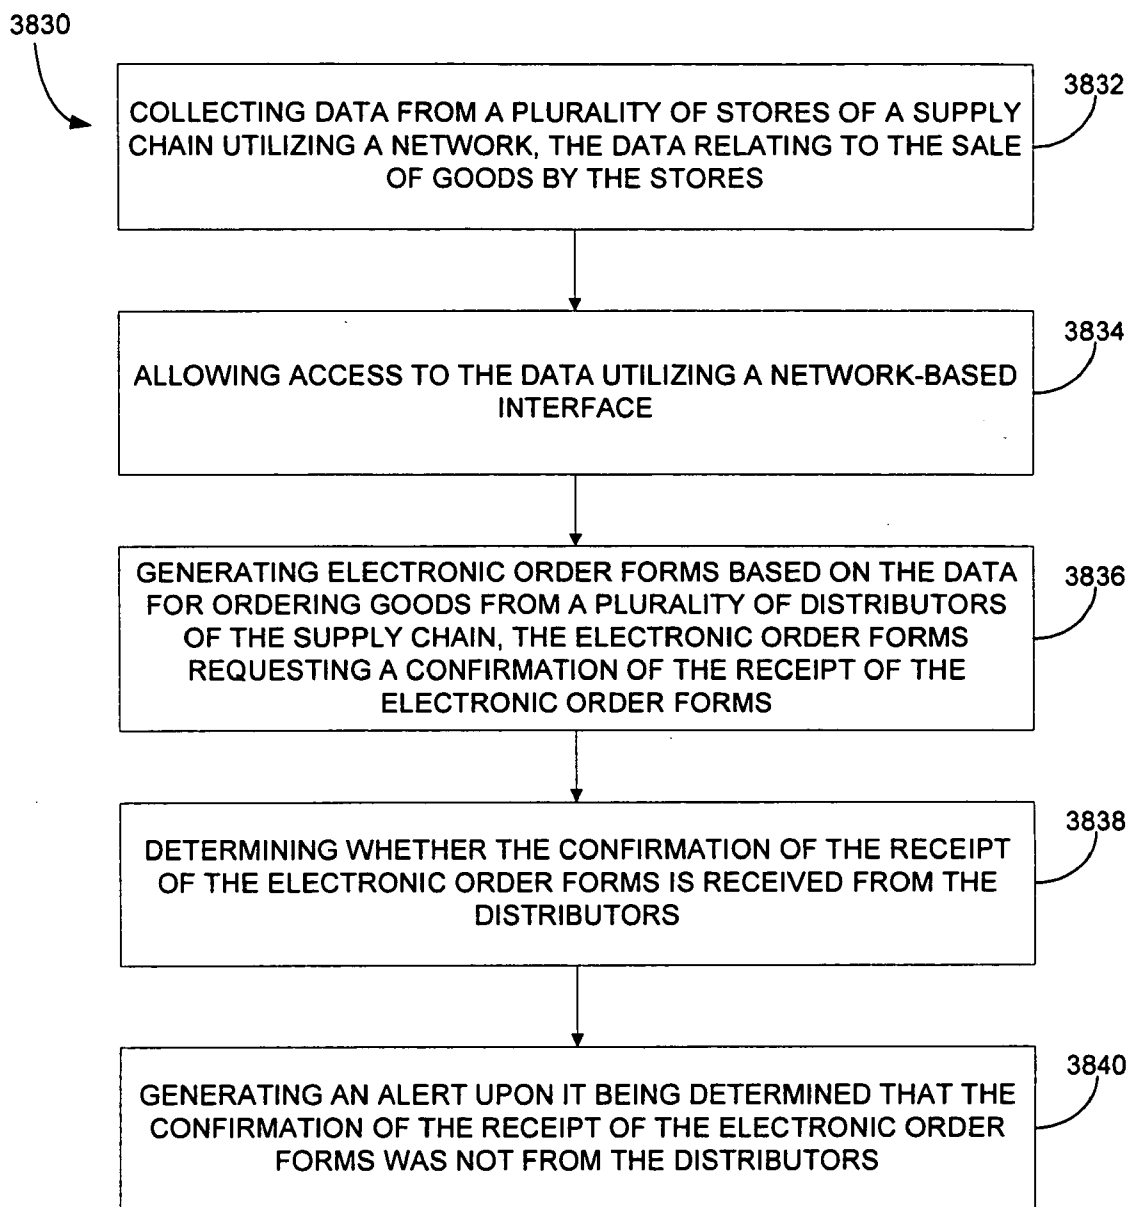 3830
3832
COLLECTING DATA FROM A PLURALITY OF STORES OF A SUPPLY
CHAIN UTILIZING A NETWORK, THE DATA RELATING TO THE SALE
OF GOODS BY THE STORES
3834
ALLOWING ACCESS TO THE DATA UTILIZING A NETWORK-BASED
INTERFACE
3836
GENERATING ELECTRONIC ORDER FORMS BASED ON THE DATA
FOR ORDERING GOODS FROM A PLURALITY OF DISTRIBUTORS
OF THE SUPPLY CHAIN, THE ELECTRONIC ORDER FORMS
REQUESTING A CONFIRMATION OF THE RECEIPT OF THE
ELECTRONIC ORDER FORMS
3838
DETERMINING WHETHER THE CONFIRMATION OF THE RECEIPT
OF THE ELECTRONIC ORDER FORMS IS RECEIVED FROM THE
DISTRIBUTORS
3840
GENERATING AN ALERT UPON IT BEING DETERMINED THAT THE
CONFIRMATION OF THE RECEIPT OF THE ELECTRONIC ORDER
FORMS WAS NOT FROM THE DISTRIBUTORS